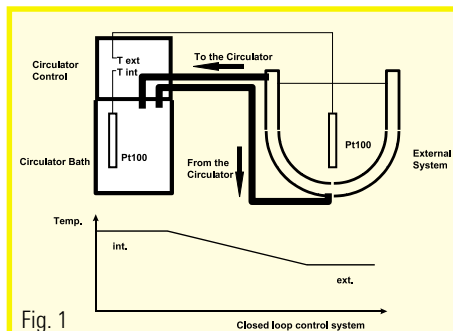 Circulator
Control
T ext
T int
To the Circulator
Circulator Bath
Pt100
From the
Circulator
Pt100
External
System
Temp.
int.
ext.
Fig. 1
Closed loop control system